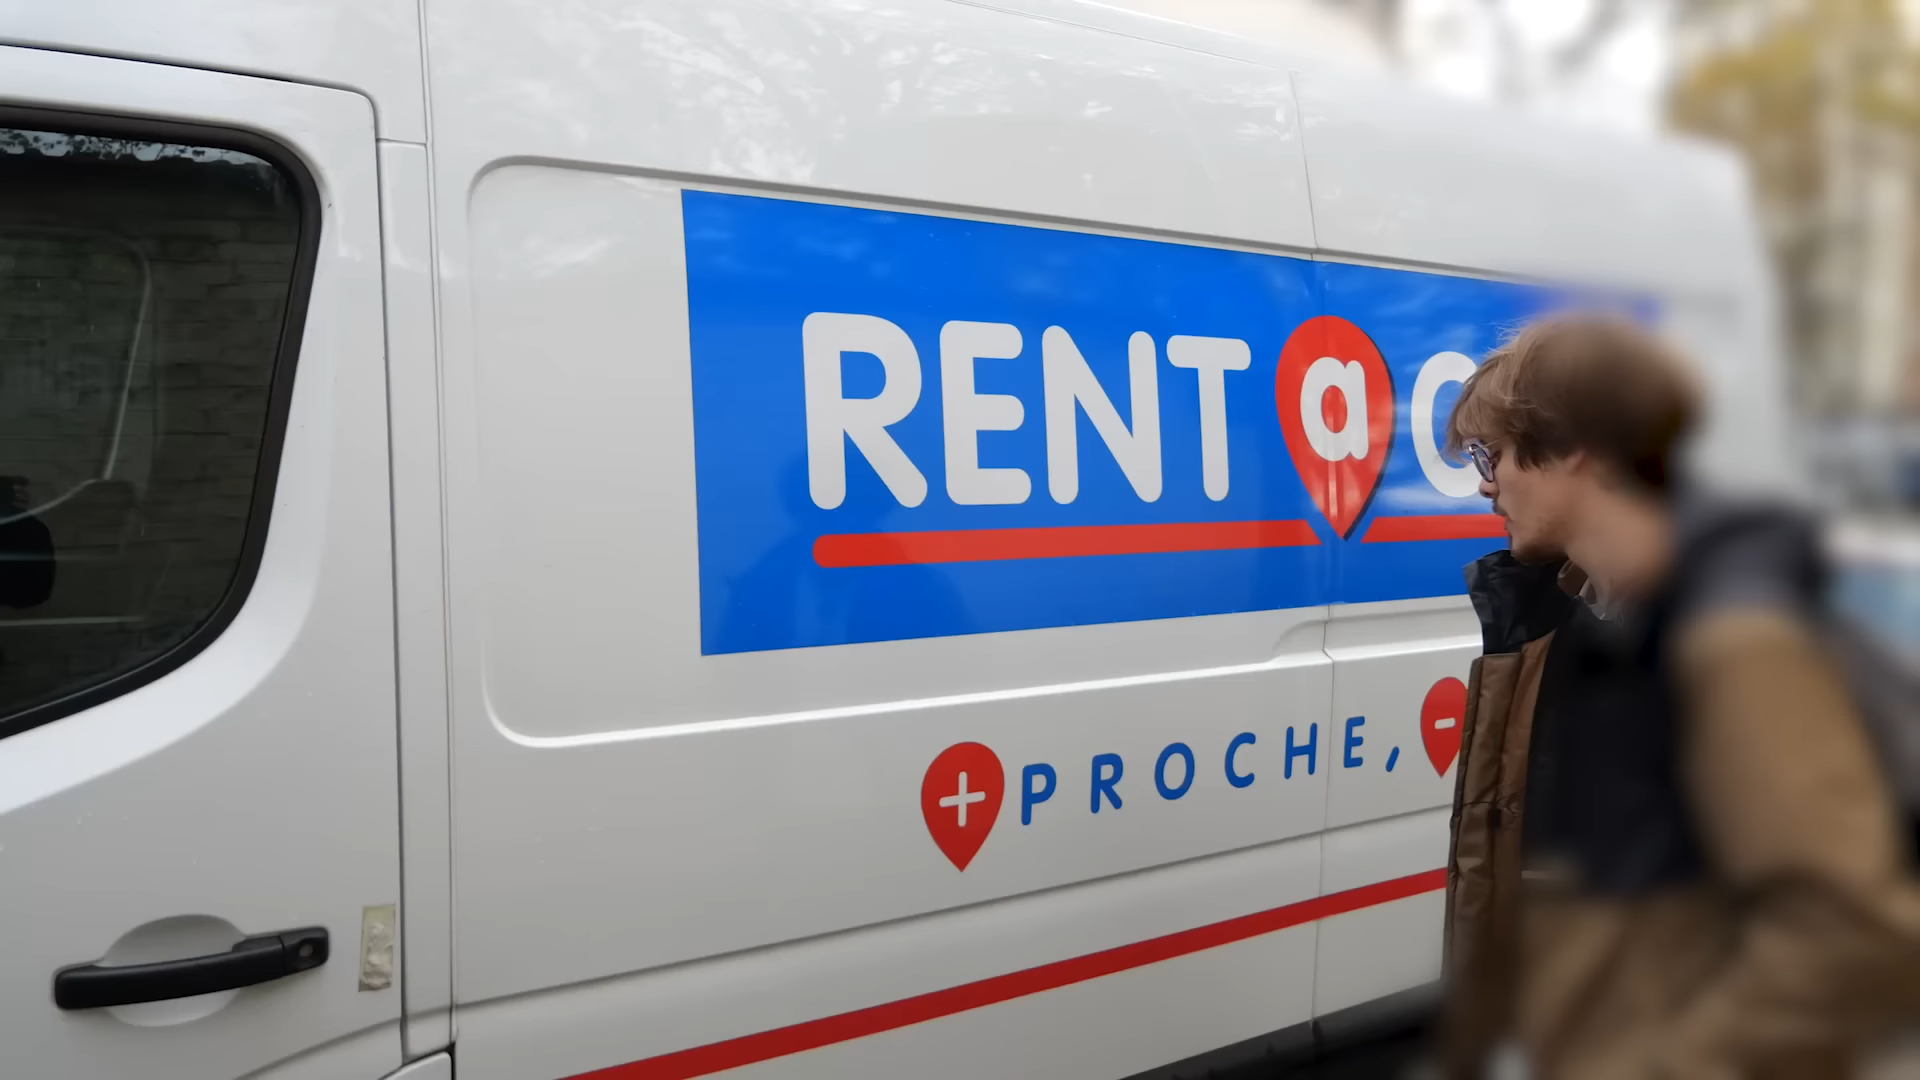 RENT a C
+ PROCHE, -